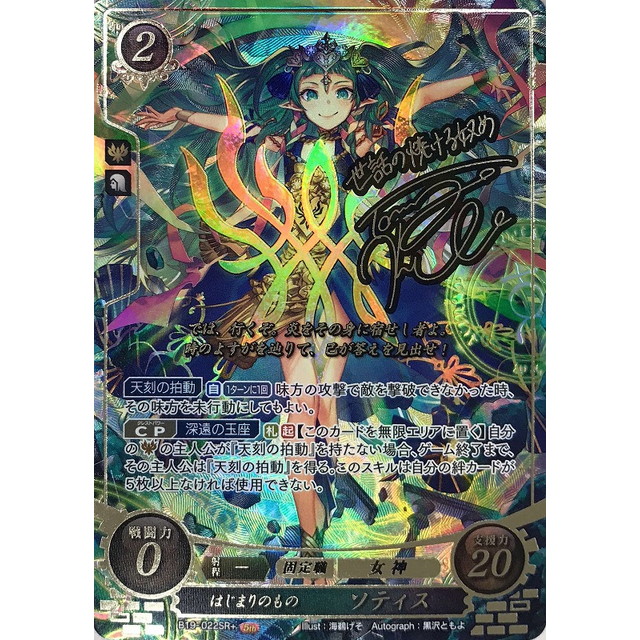 2
世話の焼ける奴め
では、行くぞ。炎をその身に宿せし者よ。
時のよすがを辿りて、己が答えを見出せ!
天刻の拍動 自 1ターンに1回 味方の攻撃で敵を撃破できなかった時、
その味方を未行動にしてもよい。
クレストパワー
CP 深遠の玉座 札 起 【このカードを無限エリアに置く】自分
の の主人公が『天刻の拍動』を持たない場合、ゲーム終了まで、
その主人公は『天刻の拍動』を得る。このスキルは自分の絆カードが
5枚以上なければ使用できない。
戦闘力
0
射程 一 固定職 女神
支援力
20
はじまりのもの ソティス
B19-022SR+ Illust:海鵜げそ Autograph:黒沢ともよ